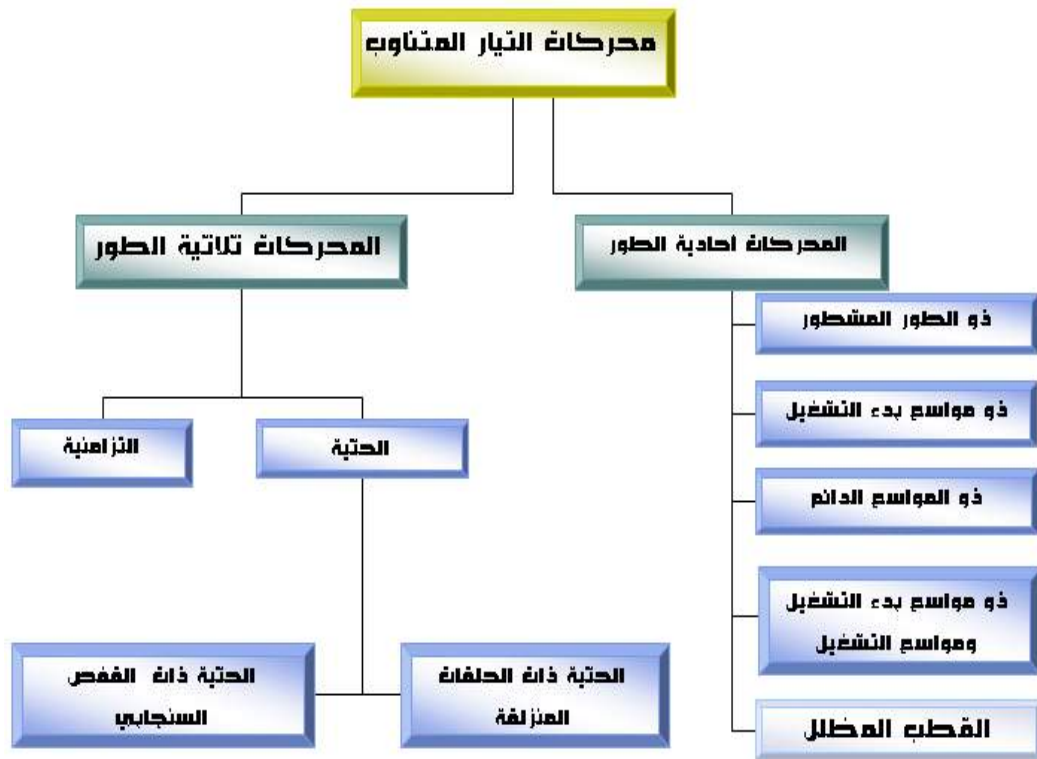 محركات التيار المتناوب
المحركات احادية الطور
المحركات ثلاثية الطور
ذو الطور المشطور
ذو مواسع بدء التشغيل
ذو المواسع الدائم
ذو مواسع بدء التشغيل
ومواسع التشغيل
القطب المظلل
الحثية
التزامنية
الحثية ذات الحلقات
المنزلقة
الحثية ذات القفص
السنجابي